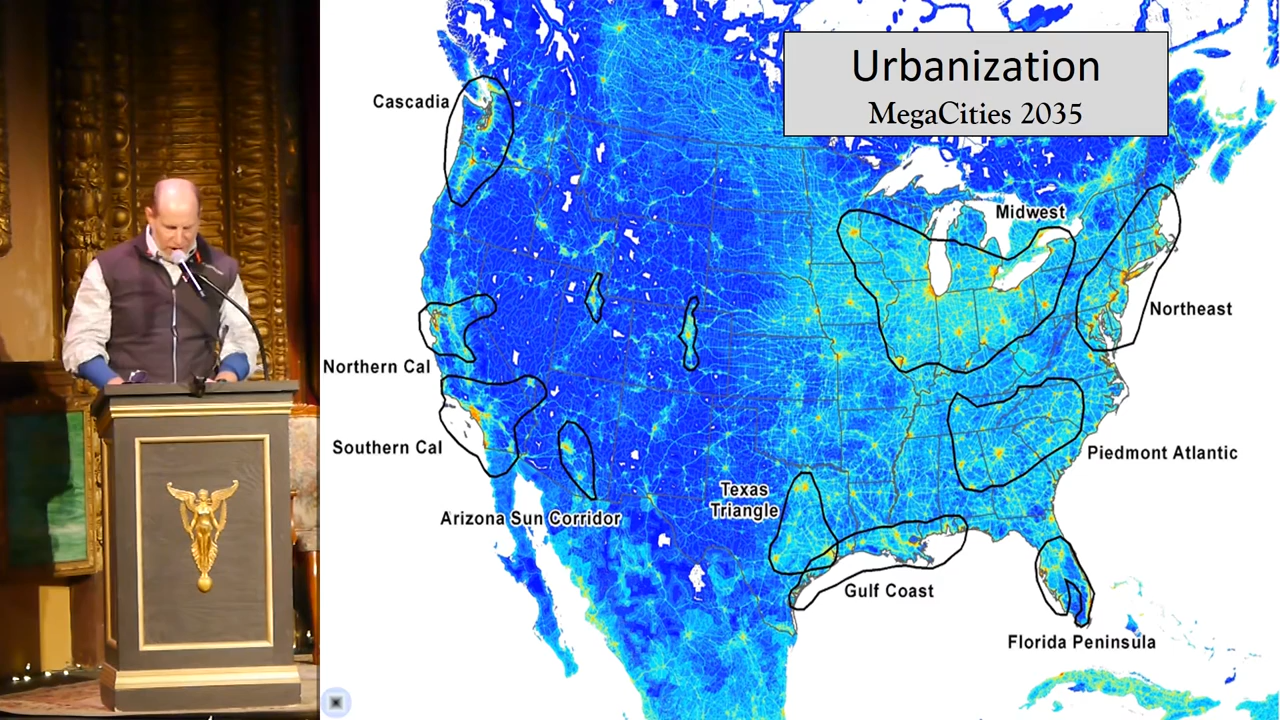 Urbanization
MegaCities 2035
Cascadia
Midwest
Northeast
Northern Cal
Southern Cal
Piedmont Atlantic
Texas
Triangle
Arizona Sun Corridor
Gulf Coast
Florida Peninsula